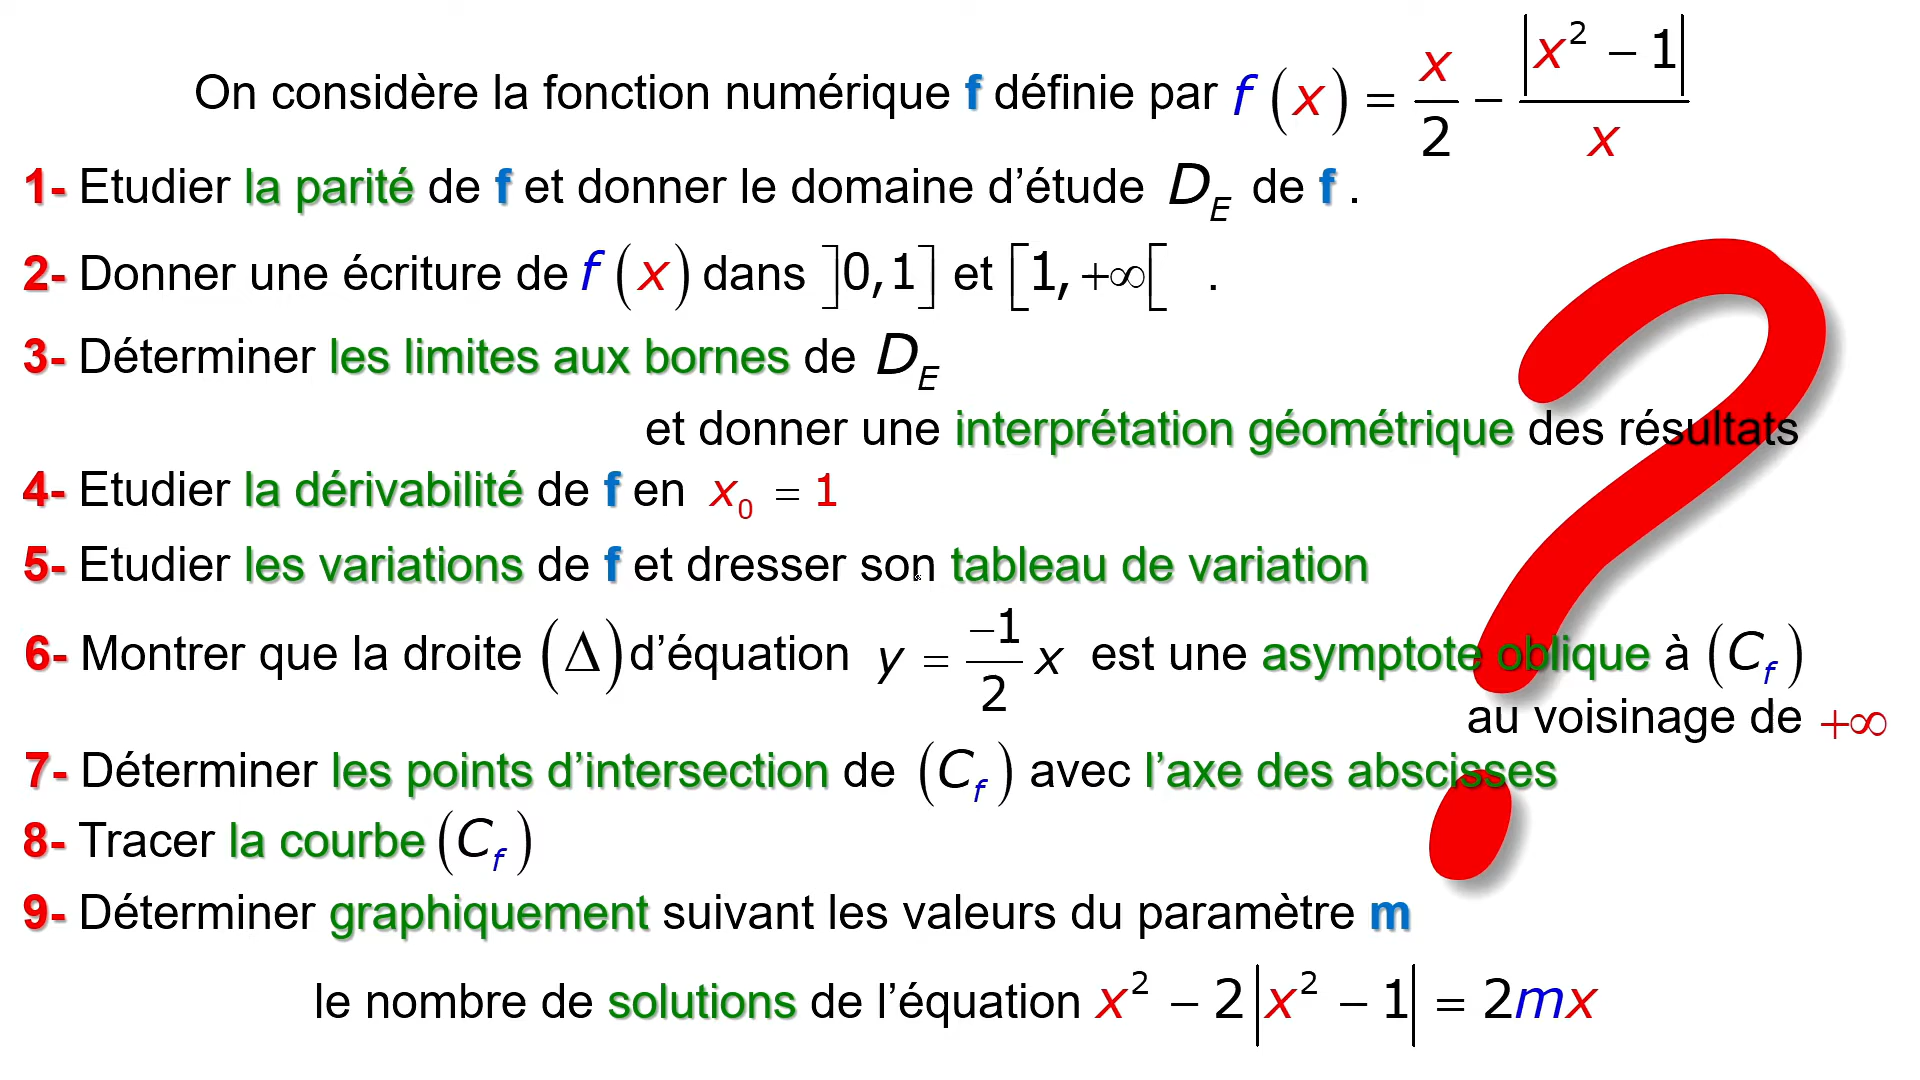 On considère la fonction numérique f définie par f(x) = x/2 − |x² − 1|/x
1- Etudier la parité de f et donner le domaine d’étude D_E de f .
2- Donner une écriture de f(x) dans ]0,1] et [1,+∞[ .
3- Déterminer les limites aux bornes de D_E
et donner une interprétation géométrique des résultats
4- Etudier la dérivabilité de f en x₀ = 1
5- Etudier les variations de f et dresser son tableau de variation
6- Montrer que la droite (Δ) d’équation y = −1/2 x est une asymptote oblique à (C_f)
au voisinage de +∞
7- Déterminer les points d’intersection de (C_f) avec l’axe des abscisses
8- Tracer la courbe (C_f)
9- Déterminer graphiquement suivant les valeurs du paramètre m
le nombre de solutions de l’équation x² − 2|x² − 1| = 2mx
?